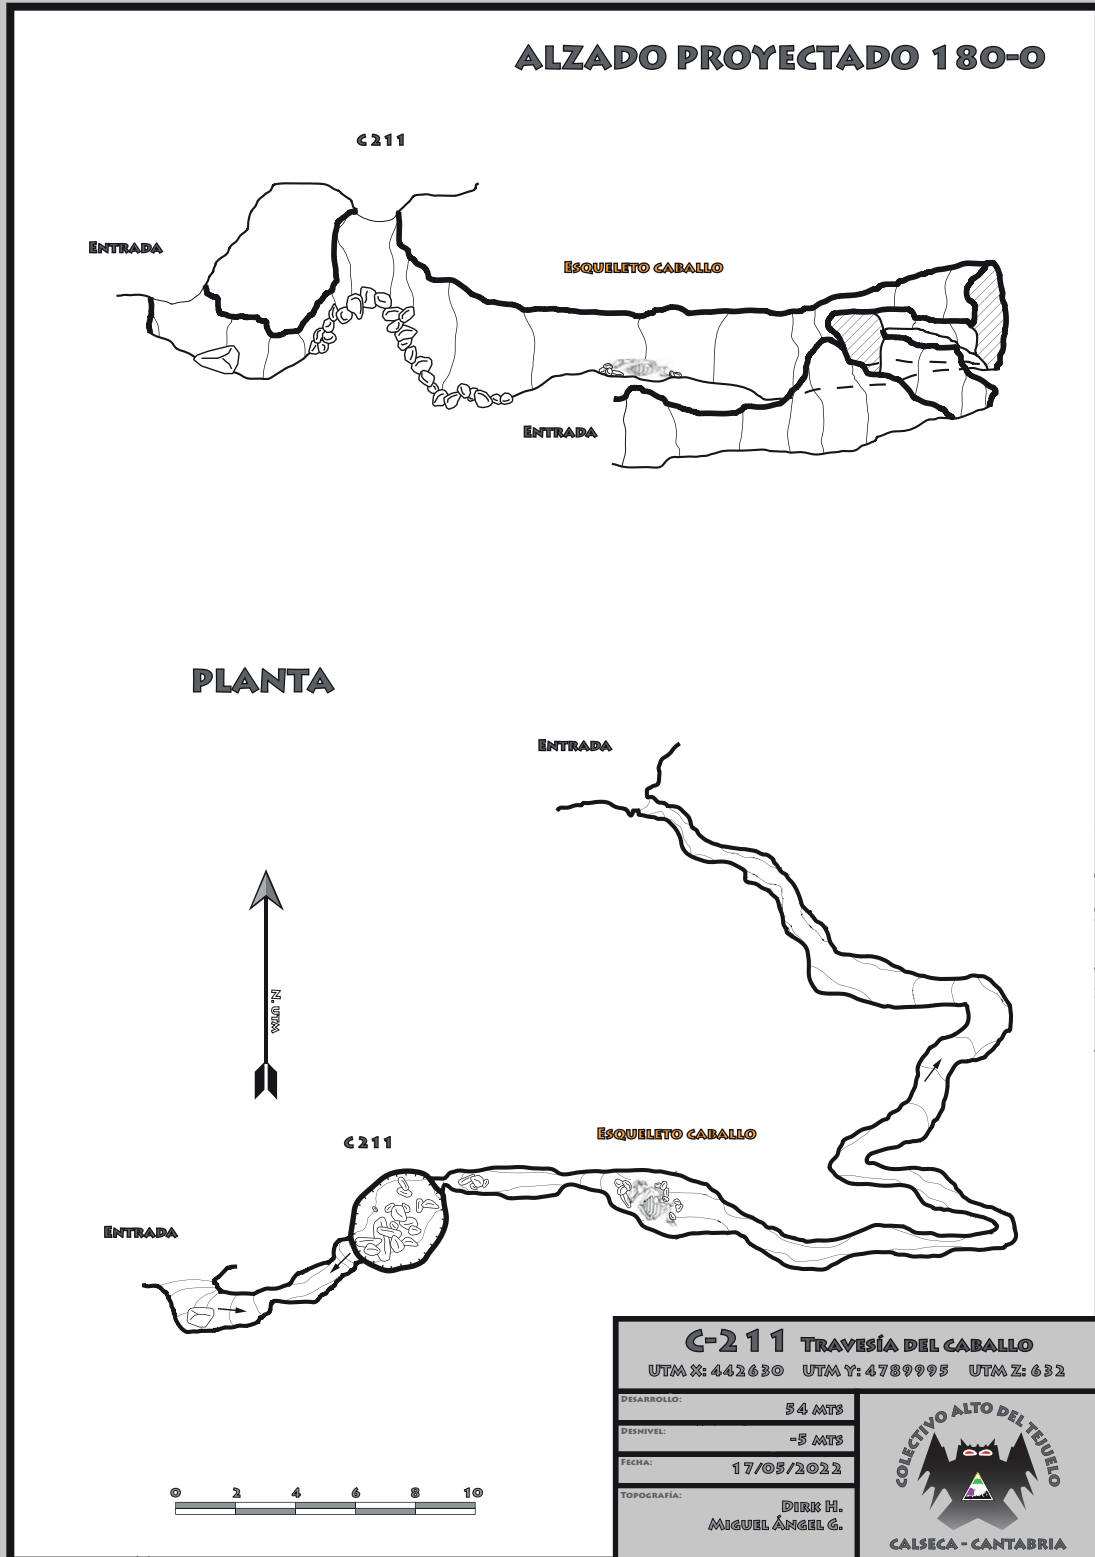 ALZADO PROYECTADO 180-0
C 211
ENTRADA
ESQUELETO CABALLO
ENTRADA
PLANTA
ENTRADA
N. UTM
C 211
ESQUELETO CABALLO
ENTRADA
C-211 TRAVESÍA DEL CABALLO
UTM X: 442630 UTM Y: 4789995 UTM Z: 632
DESARROLLO:
54 MTS
DESNIVEL:
-5 MTS
FECHA:
17/05/2022
TOPOGRAFÍA:
DIRK H.
MIGUEL ÁNGEL G.
COLECTIVO ALTO DEL TEJUELO
CALSECA - CANTABRIA
0 2 4 6 8 10